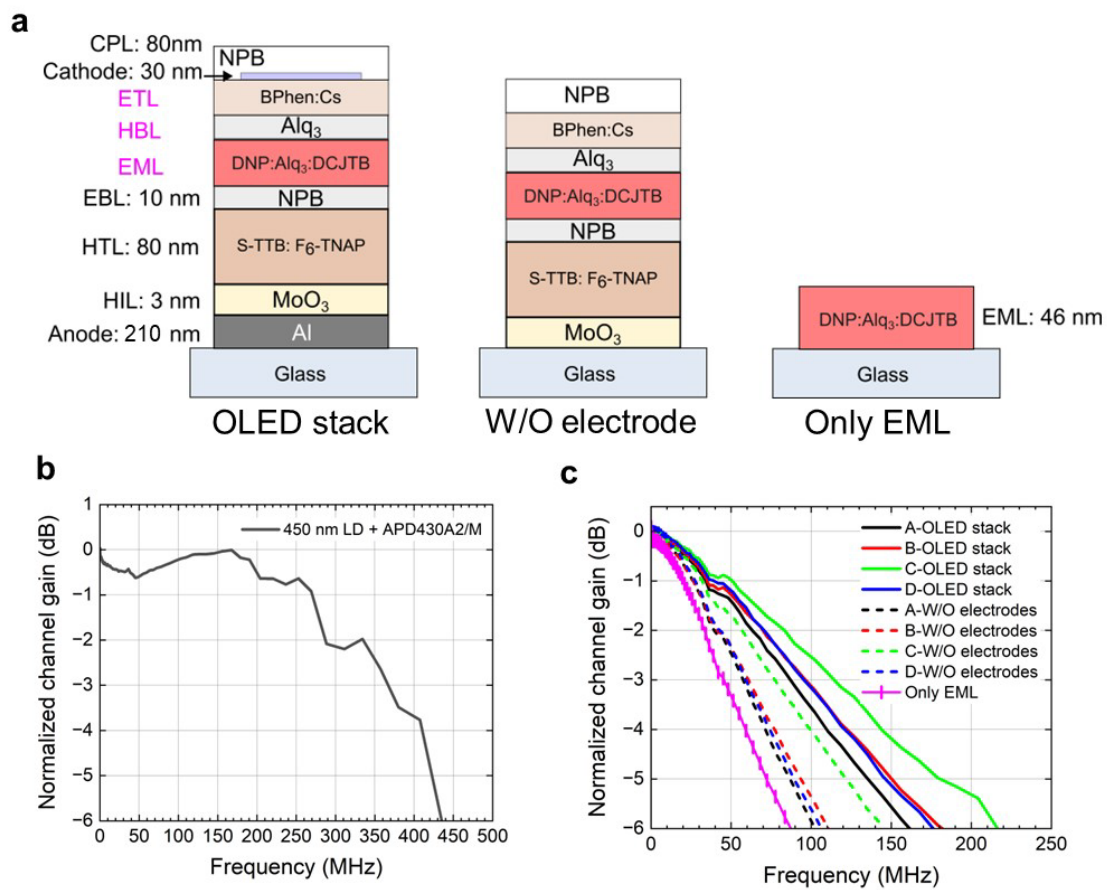 a
CPL: 80nm
Cathode: 30 nm
ETL
HBL
EML
EBL: 10 nm
HTL: 80 nm
HIL: 3 nm
Anode: 210 nm
NPB
BPhen:Cs
Alq₃
DNP:Alq₃:DCJTB
NPB
S-TTB: F₆-TNAP
MoO₃
Al
Glass
OLED stack
NPB
BPhen:Cs
Alq₃
DNP:Alq₃:DCJTB
NPB
S-TTB: F₆-TNAP
MoO₃
Glass
W/O electrode
DNP:Alq₃:DCJTB
EML: 46 nm
Glass
Only EML
b
Normalized channel gain (dB)
1
0
-1
-2
-3
-4
-5
-6
450 nm LD + APD430A2/M
0 50 100 150 200 250 300 350 400 450 500
Frequency (MHz)
c
Normalized channel gain (dB)
0
-1
-2
-3
-4
-5
-6
A-OLED stack
B-OLED stack
C-OLED stack
D-OLED stack
A-W/O electrodes
B-W/O electrodes
C-W/O electrodes
D-W/O electrodes
Only EML
0 50 100 150 200 250
Frequency (MHz)